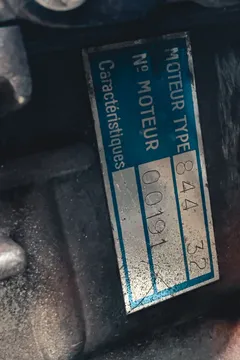 MOTEUR TYPE 844 32
Nº MOTEUR 00191
Caractéristiques